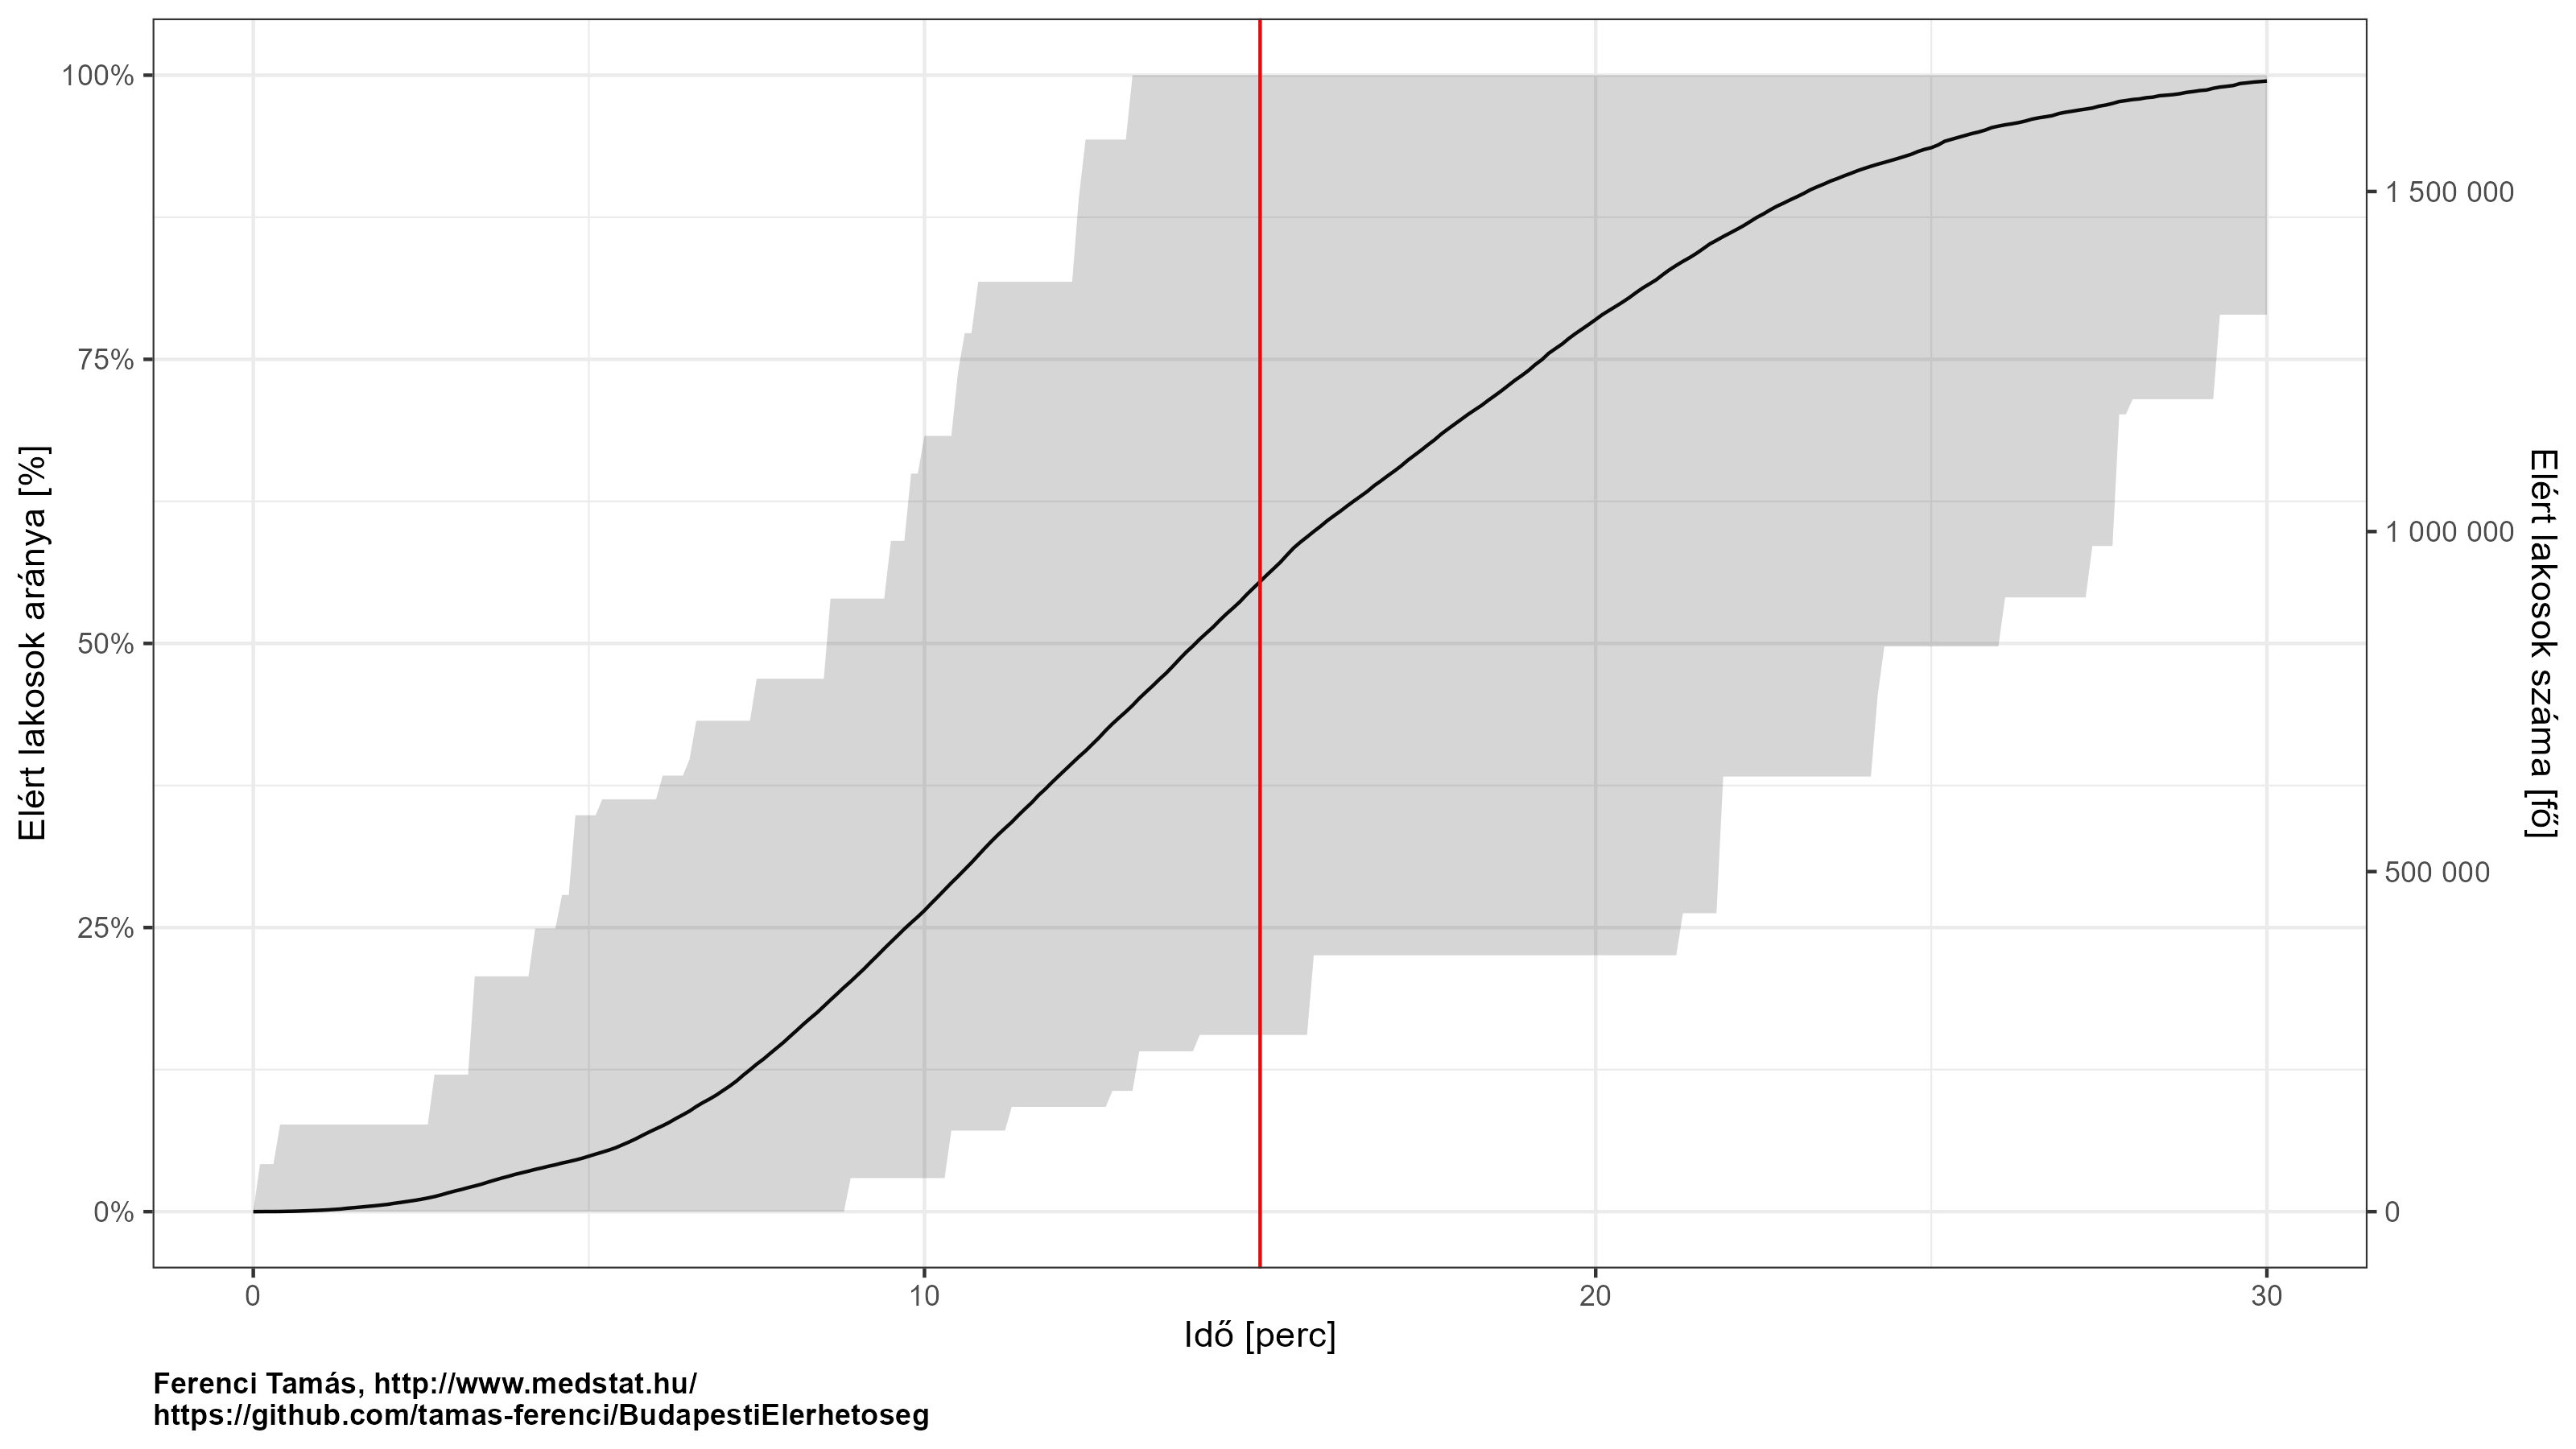 100%
75%
50%
25%
0%
Elért lakosok aránya [%]
1 500 000
1 000 000
500 000
0
Elért lakosok száma [fő]
0 10 20 30
Idő [perc]
Ferenci Tamás, http://www.medstat.hu/
https://github.com/tamas-ferenci/BudapestiElerhetoseg